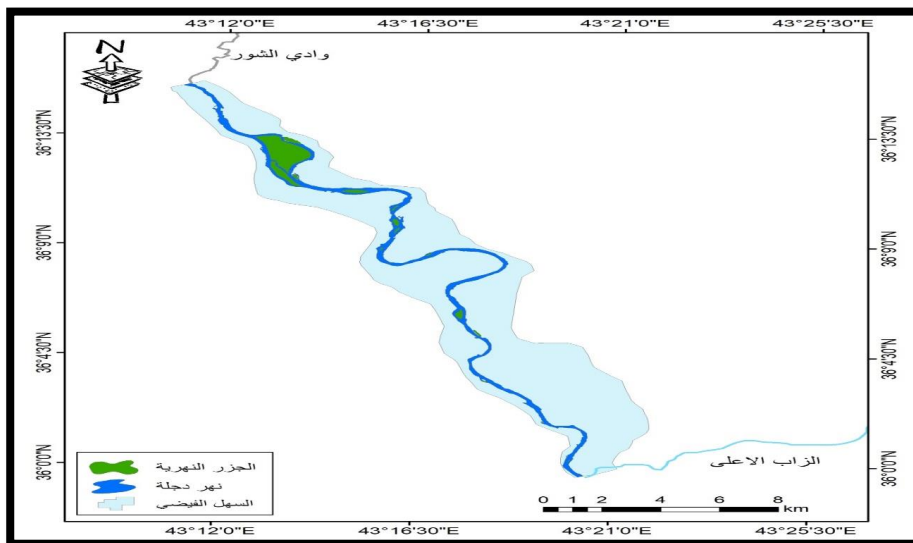 43°12'0"E 43°16'30"E 43°21'0"E 43°25'30"E
N
وادي الشور
36°13'30"N 36°13'30"N
36°9'0"N 36°9'0"N
36°4'30"N 36°4'30"N
36°0'0"N 36°0'0"N
الزاب الاعلى
الجزر النهرية
نهر دجلة
السهل الفيضي
0 1 2 4 6 8
km
43°12'0"E 43°16'30"E 43°21'0"E 43°25'30"E